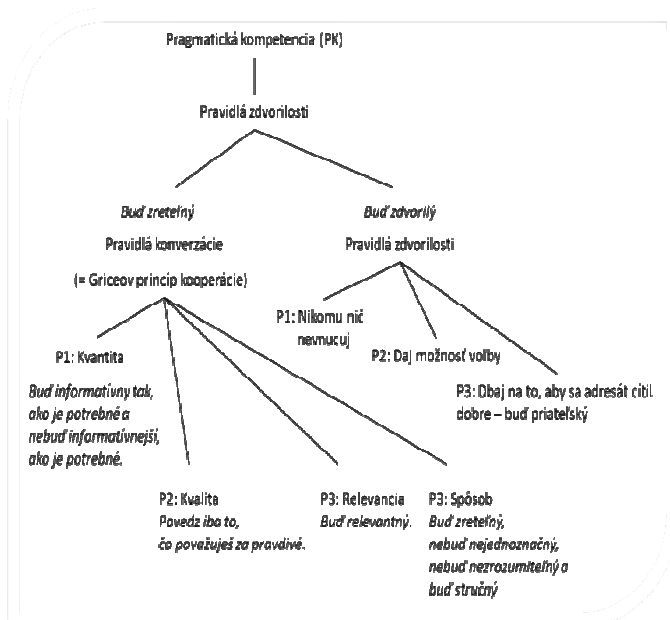 Pragmatická kompetencia (PK)
Pravidlá zdvorilosti
Buď zreteľný
Pravidlá konverzácie
(= Griceov princíp kooperácie)
Buď zdvorilý
Pravidlá zdvorilosti
P1: Kvantita
Buď informatívny tak,
ako je potrebné a
nebuď informatívnejší,
ako je potrebné.
P2: Kvalita
Povedz iba to,
čo považuješ za pravdivé.
P3: Relevancia
Buď relevantný.
P3: Spôsob
Buď zreteľný,
nebuď nejednoznačný,
nebuď nezrozumiteľný a
buď stručný
P1: Nikomu nič
nevnucuj
P2: Daj možnosť voľby
P3: Dbaj na to, aby sa adresát cítil
dobre – buď priateľský